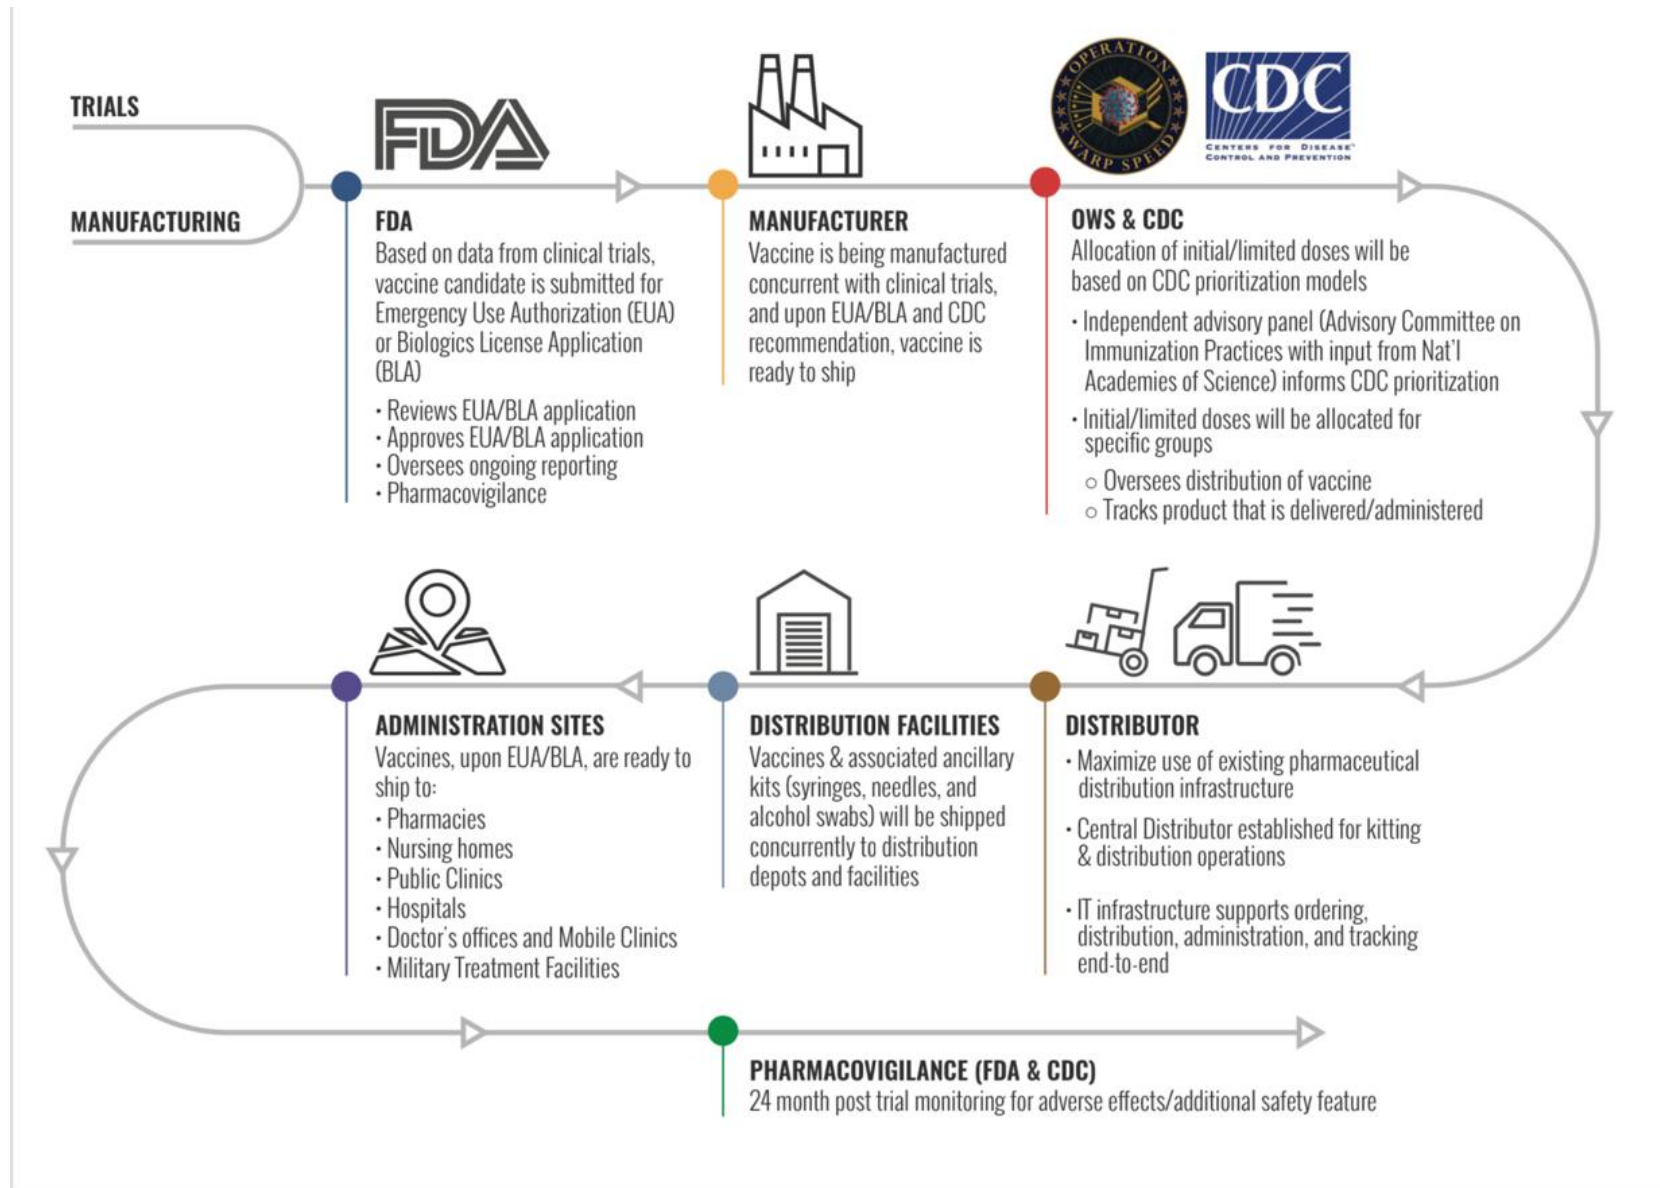 TRIALS
MANUFACTURING
FDA
FDA
Based on data from clinical trials,
vaccine candidate is submitted for
Emergency Use Authorization (EUA)
or Biologics License Application
(BLA)
• Reviews EUA/BLA application
• Approves EUA/BLA application
• Oversees ongoing reporting
• Pharmacovigilance
MANUFACTURER
Vaccine is being manufactured
concurrent with clinical trials,
and upon EUA/BLA and CDC
recommendation, vaccine is
ready to ship
OPERATION
WARP SPEED
CDC
CENTERS FOR DISEASE™
CONTROL AND PREVENTION
OWS & CDC
Allocation of initial/limited doses will be
based on CDC prioritization models
• Independent advisory panel (Advisory Committee on
Immunization Practices with input from Nat'l
Academies of Science) informs CDC prioritization
• Initial/limited doses will be allocated for
specific groups
○ Oversees distribution of vaccine
○ Tracks product that is delivered/administered
DISTRIBUTOR
• Maximize use of existing pharmaceutical
distribution infrastructure
• Central Distributor established for kitting
& distribution operations
• IT infrastructure supports ordering,
distribution, administration, and tracking
end-to-end
DISTRIBUTION FACILITIES
Vaccines & associated ancillary
kits (syringes, needles, and
alcohol swabs) will be shipped
concurrently to distribution
depots and facilities
ADMINISTRATION SITES
Vaccines, upon EUA/BLA, are ready to
ship to:
• Pharmacies
• Nursing homes
• Public Clinics
• Hospitals
• Doctor's offices and Mobile Clinics
• Military Treatment Facilities
PHARMACOVIGILANCE (FDA & CDC)
24 month post trial monitoring for adverse effects/additional safety feature